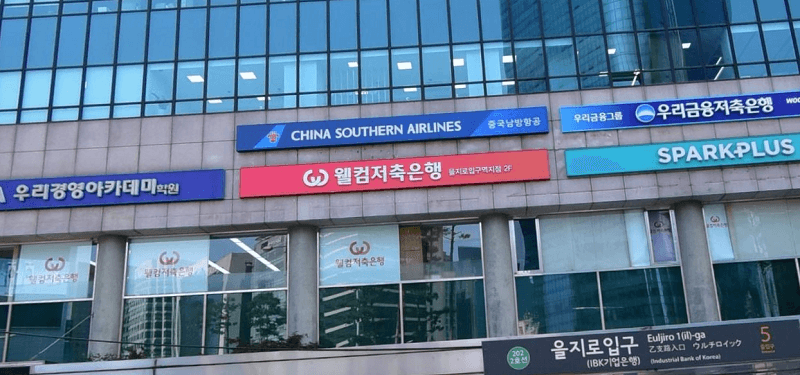 CHINA SOUTHERN AIRLINES 중국남방항공
우리금융그룹 우리금융저축은행 WOO
우리경영아카데미학원
웰컴저축은행 을지로입구역지점 2F
SPARKPLUS
웰컴저축은행
웰컴저축은행
웰컴저축은행
202
2호선
을지로입구
(IBK기업은행)
Euljiro 1(il)-ga
乙支路入口 ウルチロイック
(Industrial Bank of Korea)
5